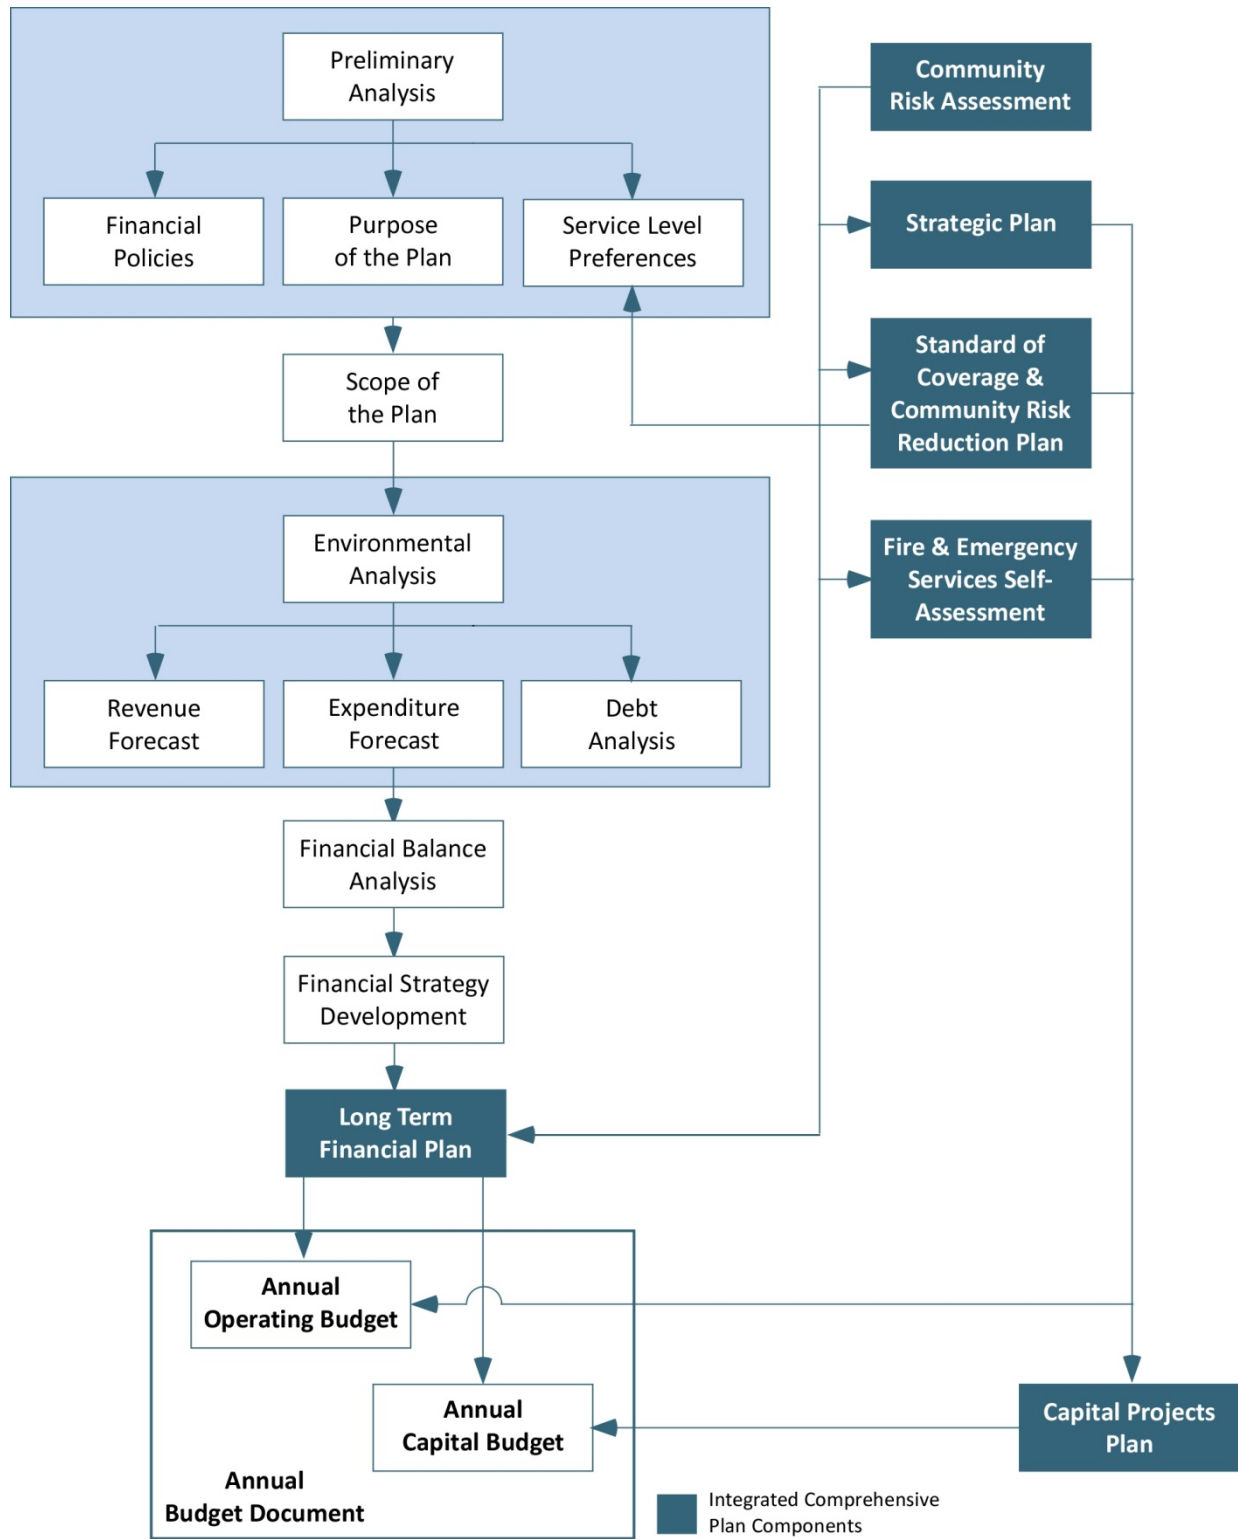 Preliminary
Analysis
Financial
Policies
Purpose
of the Plan
Service Level
Preferences
Scope of
the Plan
Environmental
Analysis
Revenue
Forecast
Expenditure
Forecast
Debt
Analysis
Financial Balance
Analysis
Financial Strategy
Development
Long Term
Financial Plan
Annual
Operating Budget
Annual
Capital Budget
Annual
Budget Document
Community
Risk Assessment
Strategic Plan
Standard of
Coverage &
Community Risk
Reduction Plan
Fire & Emergency
Services Self-
Assessment
Capital Projects
Plan
Integrated Comprehensive
Plan Components